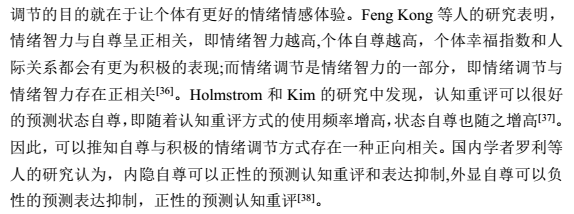 调节的目的就在于让个体有更好的情绪情感体验。Feng Kong 等人的研究表明，
情绪智力与自尊呈正相关，即情绪智力越高,个体自尊越高，个体幸福指数和人
际关系都会有更为积极的表现;而情绪调节是情绪智力的一部分，即情绪调节与
情绪智力存在正相关[36]。Holmstrom 和 Kim 的研究中发现，认知重评可以很好
的预测状态自尊，即随着认知重评方式的使用频率增高，状态自尊也随之增高[37]。
因此，可以推知自尊与积极的情绪调节方式存在一种正向相关。国内学者罗利等
人的研究认为，内隐自尊可以正性的预测认知重评和表达抑制,外显自尊可以负
性的预测表达抑制，正性的预测认知重评[38]。